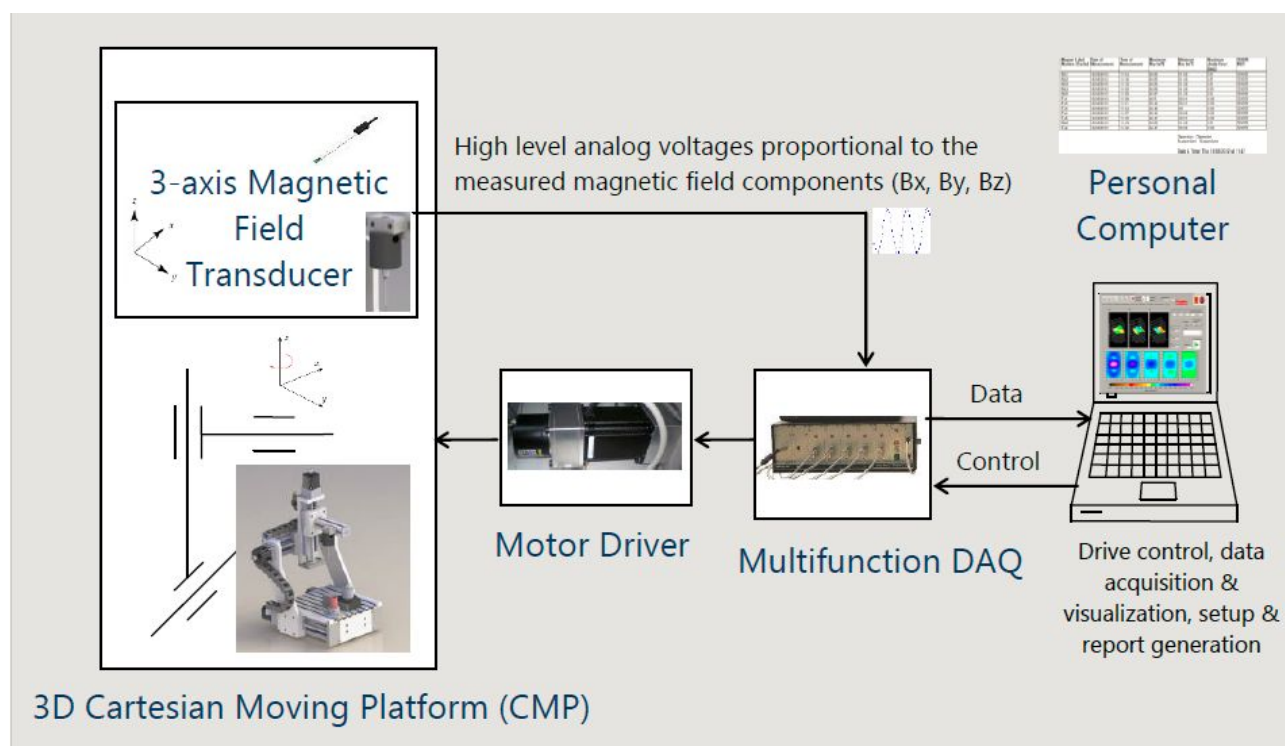 High level analog voltages proportional to the
measured magnetic field components (Bx, By, Bz)
3-axis Magnetic
Field
Transducer
z
x
y
Personal
Computer
z
x
y
Data
Control
Motor Driver
Multifunction DAQ
Drive control, data
acquisition &
visualization, setup &
report generation
3D Cartesian Moving Platform (CMP)